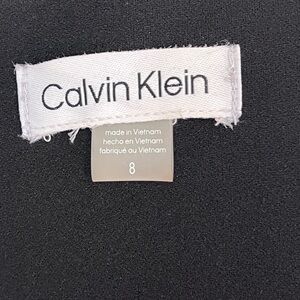 Calvin Klein
made in Vietnam
hecho en Vietnam
fabriqué au Vietnam
8